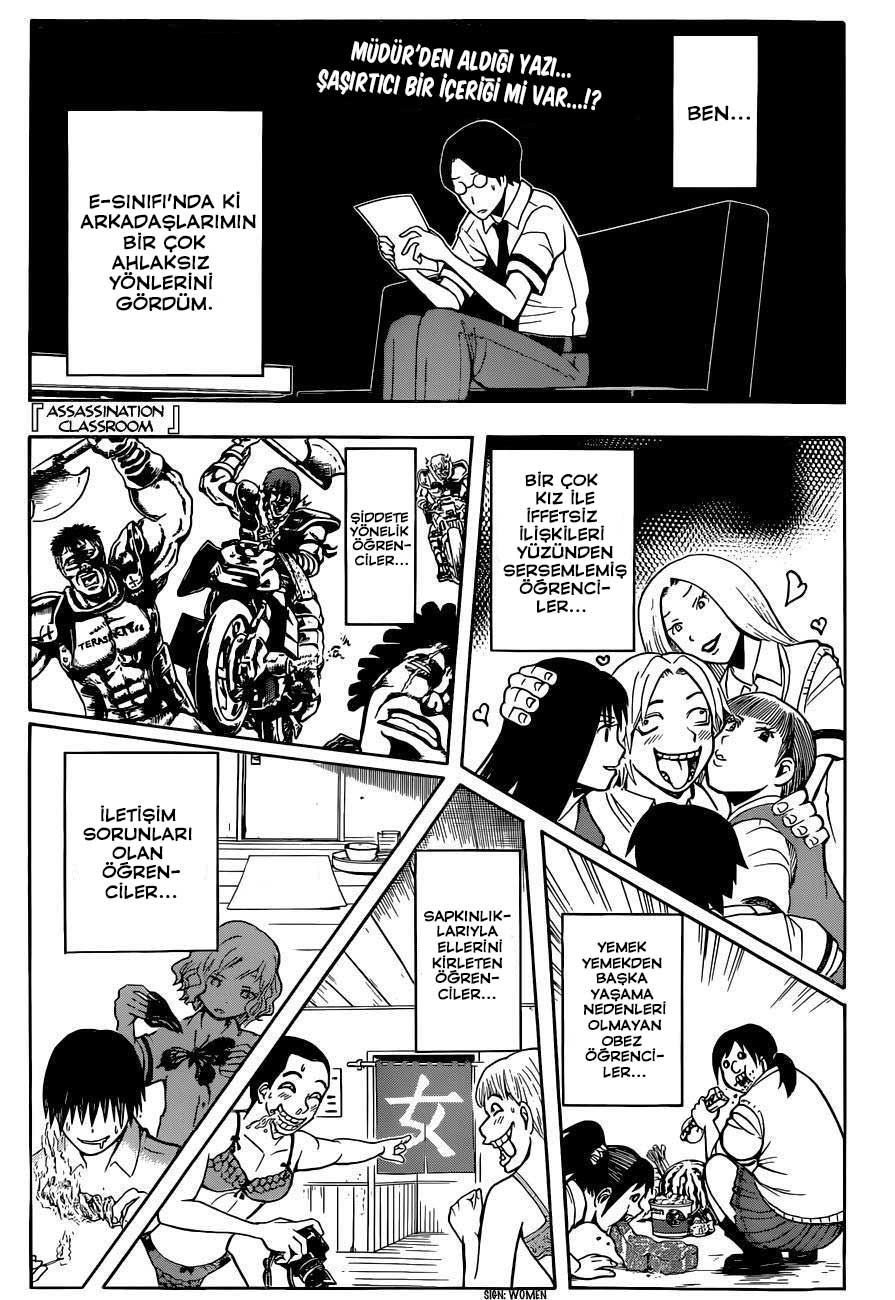 MÜDÜR'DEN ALDIĞI YAZI...
ŞAŞIRTICI BİR İÇERİĞİ Mİ VAR...!?
BEN...
E-SINIFI'NDA Kİ
ARKADAŞLARIMIN
BİR ÇOK
AHLAKSIZ
YÖNLERİNİ
GÖRDÜM.
『ASSASSINATION
CLASSROOM』
BİR ÇOK
KIZ İLE
İFFETSİZ
İLİŞKİLERİ
YÜZÜNDEN
SERSEMLEMİŞ
ÖĞRENCİ-
LER...
ŞİDDETE
YÖNELİK
ÖĞREN-
CİLER...
İLETİŞİM
SORUNLARI
OLAN
ÖĞREN-
CİLER...
SAPKINLIK-
LARIYLA
ELLERİNİ
KİRLETEN
ÖĞREN-
CİLER...
女
YEMEK
YEMEKDEN
BAŞKA
YAŞAMA
NEDENLERİ
OLMAYAN
OBEZ
ÖĞRENCİ-
LER...
SIGN: WOMEN